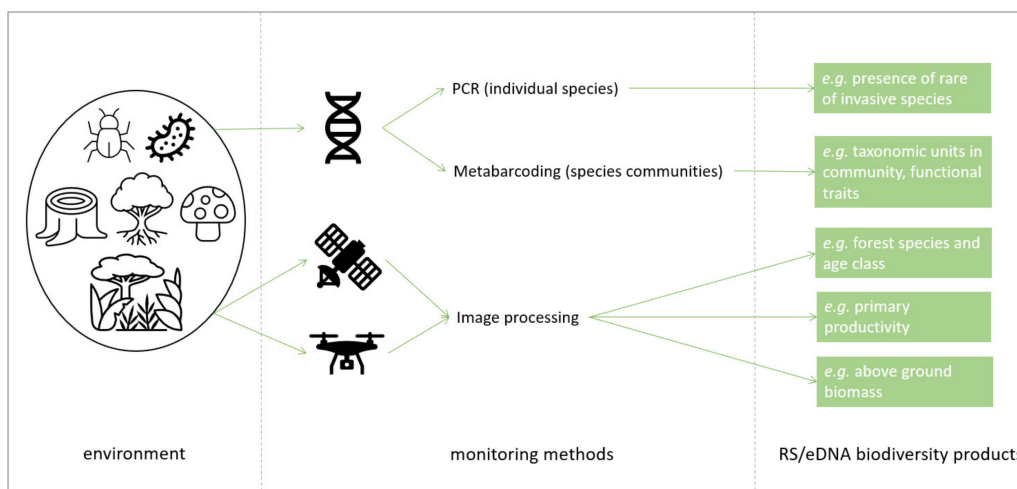 PCR (individual species)
e.g. presence of rare
of invasive species
Metabarcoding (species communities)
e.g. taxonomic units in
community, functional
traits
e.g. forest species and
age class
Image processing
e.g. primary
productivity
e.g. above ground
biomass
environment
monitoring methods
RS/eDNA biodiversity products